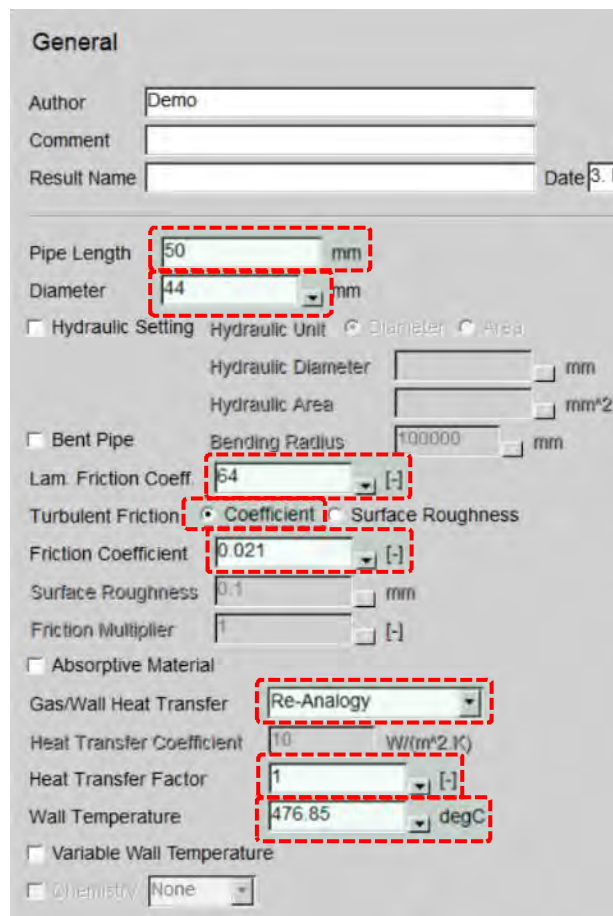 General
Author Demo
Comment
Result Name Date 3.
Pipe Length 50 mm
Diameter 44 mm
Hydraulic Setting Hydraulic Unit Diameter Area
Hydraulic Diameter mm
Hydraulic Area mm^2
Bent Pipe Bending Radius 100000 mm
Lam. Friction Coeff. 64 [-]
Turbulent Friction Coefficient Surface Roughness
Friction Coefficient 0.021 [-]
Surface Roughness 0.1 mm
Friction Multiplier 1 [-]
Absorptive Material
Gas/Wall Heat Transfer Re-Analogy
Heat Transfer Coefficient 10 W/(m^2.K)
Heat Transfer Factor 1 [-]
Wall Temperature 476.85 degC
Variable Wall Temperature
Chemistry None